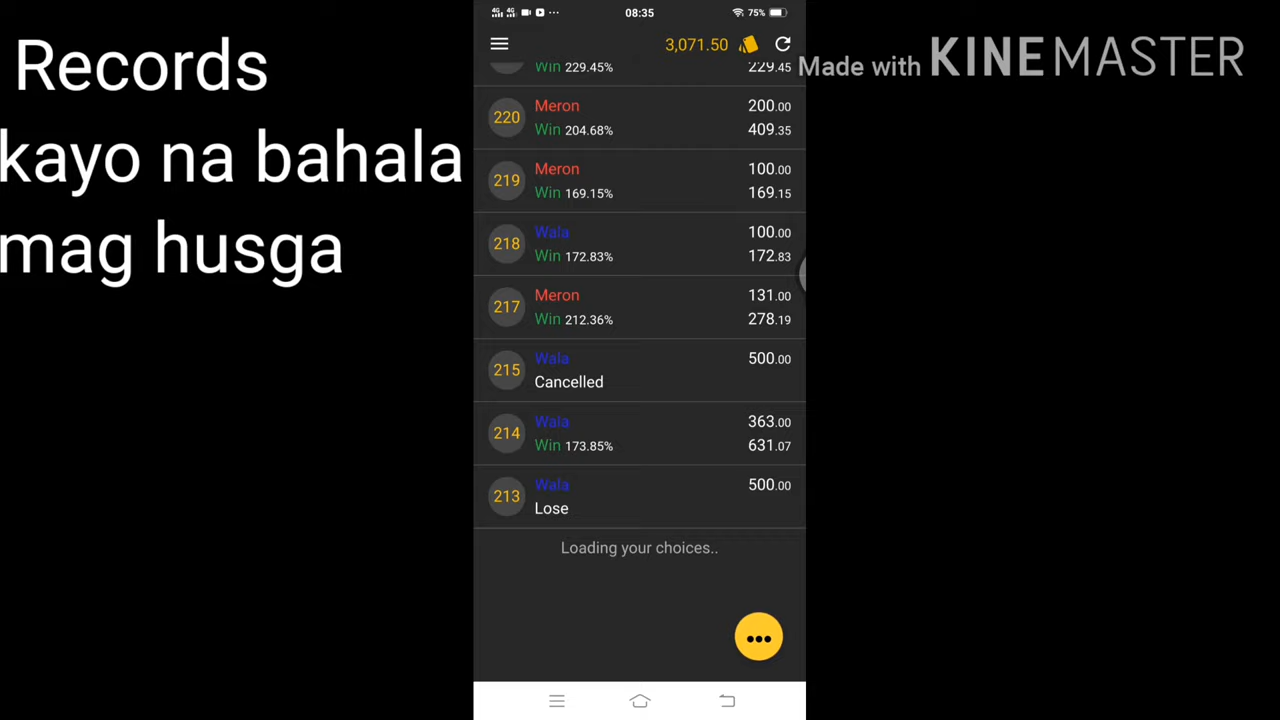 Records
kayo na bahala
mag husga
Made with KINEMASTER
08:35
75%
3,071.50
Win 229.45%
229.45
220
Meron
200.00
Win 204.68%
409.35
219
Meron
100.00
Win 169.15%
169.15
218
Wala
100.00
Win 172.83%
172.83
217
Meron
131.00
Win 212.36%
278.19
215
Wala
500.00
Cancelled
214
Wala
363.00
Win 173.85%
631.07
213
Wala
500.00
Lose
Loading your choices..